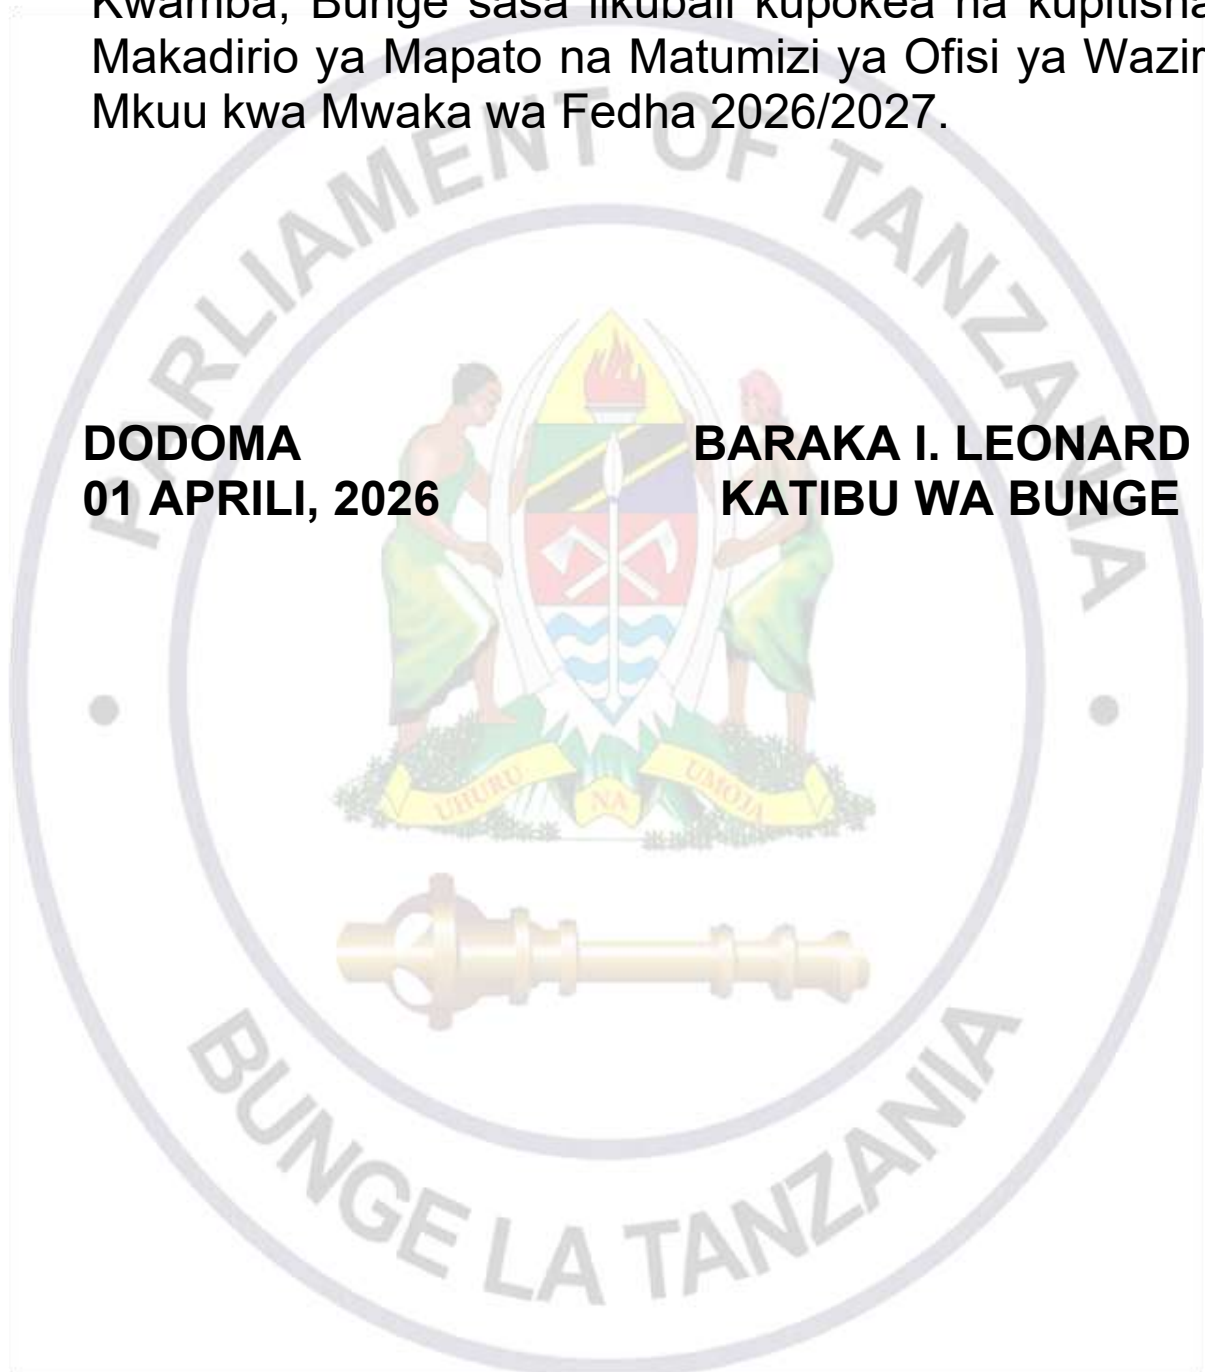 Kwamba, Bunge sasa likubali kupokea na kupitisha
Makadirio ya Mapato na Matumizi ya Ofisi ya Wazir
Mkuu kwa Mwaka wa Fedha 2026/2027.
PARLIAMENT OF TANZANIA
DODOMA BARAKA I. LEONARD
01 APRILI, 2026 KATIBU WA BUNGE
UHURU NA UMOJA
BUNGE LA TANZANIA